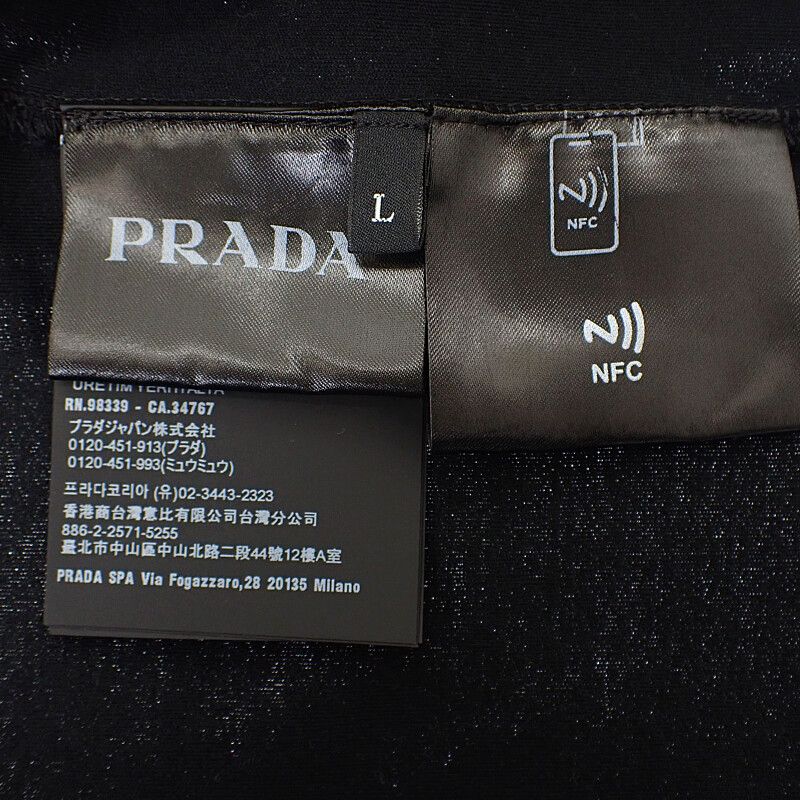 PRADA
L
NFC
NFC
ÜRETİM YERİ:İTALYA
RN.98339 - CA.34767
プラダジャパン株式会社
0120-451-913(プラダ)
0120-451-993(ミュウミュウ)
프라다코리아 (유)02-3443-2323
香港商台灣意比有限公司台灣分公司
886-2-2571-5255
臺北市中山區中山北路二段44號12樓A室
PRADA SPA Via Fogazzaro,28 20135 Milano